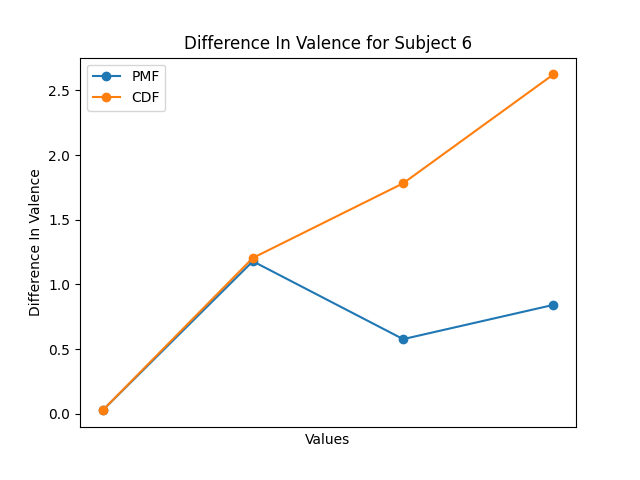 Difference In Valence for Subject 6
PMF
CDF
2.5
2.0
1.5
1.0
0.5
0.0
Difference In Valence
Values